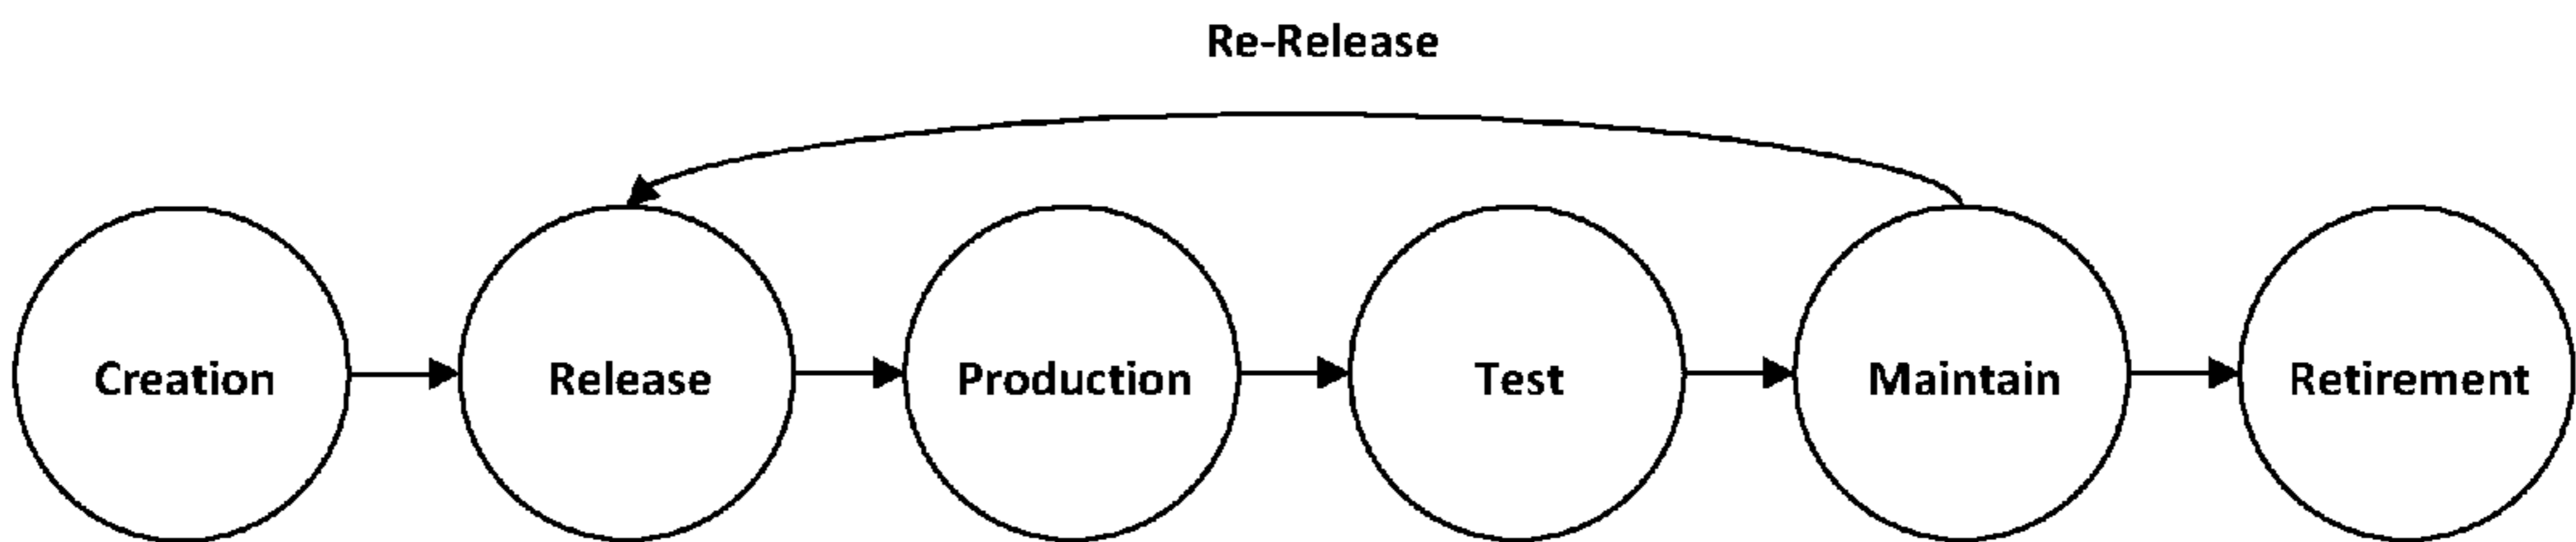 Re-Release
Creation
Release
Production
Test
Maintain
Retirement